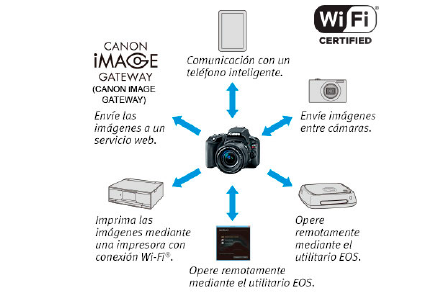 CANON
iMAGE
GATEWAY
(CANON iMAGE
GATEWAY)
Envíe las
imágenes a un
servicio web.
Comunicación con un
teléfono inteligente.
Wi Fi
CERTIFIED
Envíe imágenes
entre cámaras.
Imprima las
imágenes mediante
una impresora con
conexión Wi-Fi®.
Opere remotamente
mediante el utilitario EOS.
Opere
remotamente
mediante el
utilitario EOS.